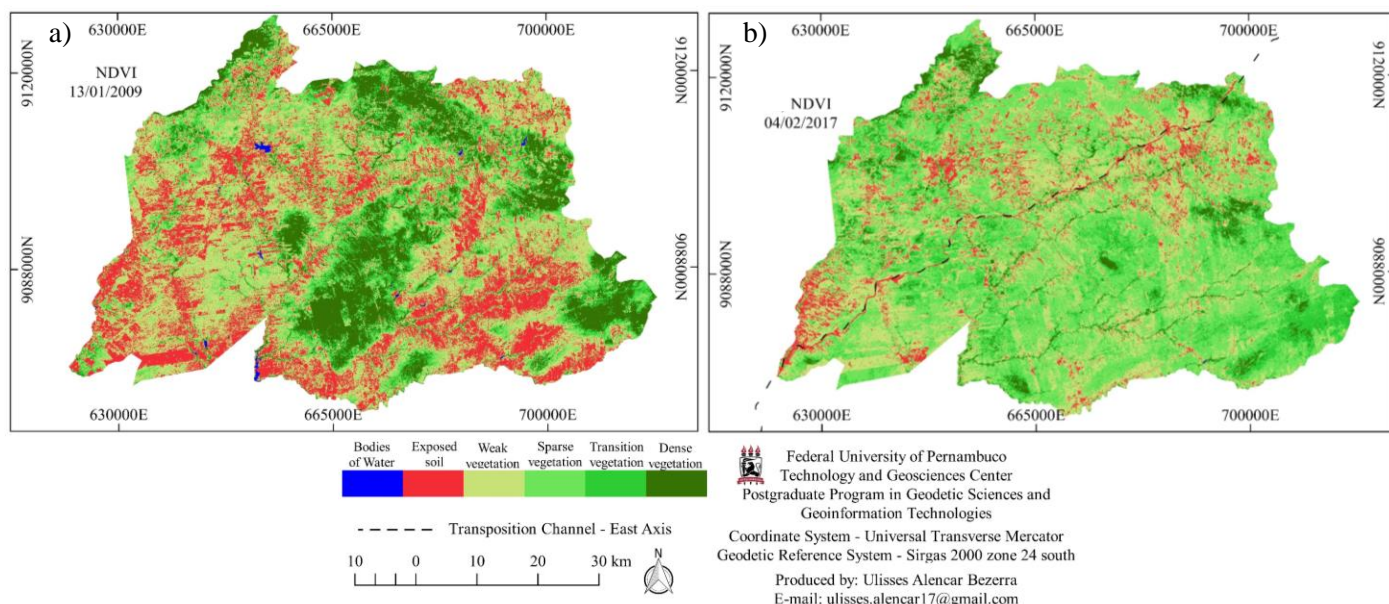 a)
630000E 665000E 700000E
NDVI
13/01/2009
9120000N
9120000N
9088000N
9088000N
630000E 665000E 700000E
b)
630000E 665000E 700000E
NDVI
04/02/2017
9120000N
9120000N
9088000N
9088000N
630000E 665000E 700000E
Bodies
of Water
Exposed
soil
Weak
vegetation
Sparse
vegetation
Transition
vegetation
Dense
vegetation
Transposition Channel - East Axis
10 0 10 20 30 km
N
Federal University of Pernambuco
Technology and Geosciences Center
Postgraduate Program in Geodetic Sciences and
Geoinformation Technologies
Coordinate System - Universal Transverse Mercator
Geodetic Reference System - Sirgas 2000 zone 24 south
Produced by: Ulisses Alencar Bezerra
E-mail: ulisses.alencar17@gmail.com